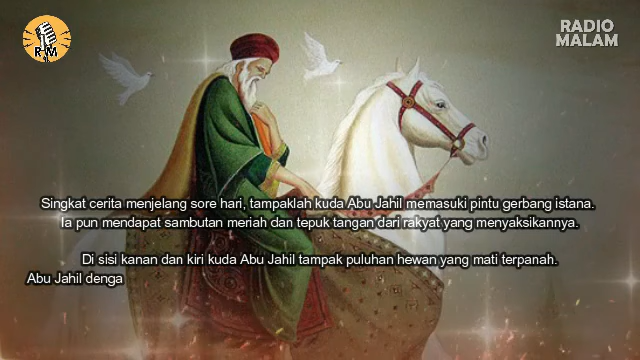 RM
RADIO
MALAM
Singkat cerita menjelang sore hari, tampaklah kuda Abu Jahil memasuki pintu gerbang istana.
Ia pun mendapat sambutan meriah dan tepuk tangan dari rakyat yang menyaksikannya.
Di sisi kanan dan kiri kuda Abu Jahil tampak puluhan hewan yang mati terpanah.
Abu Jahil denga